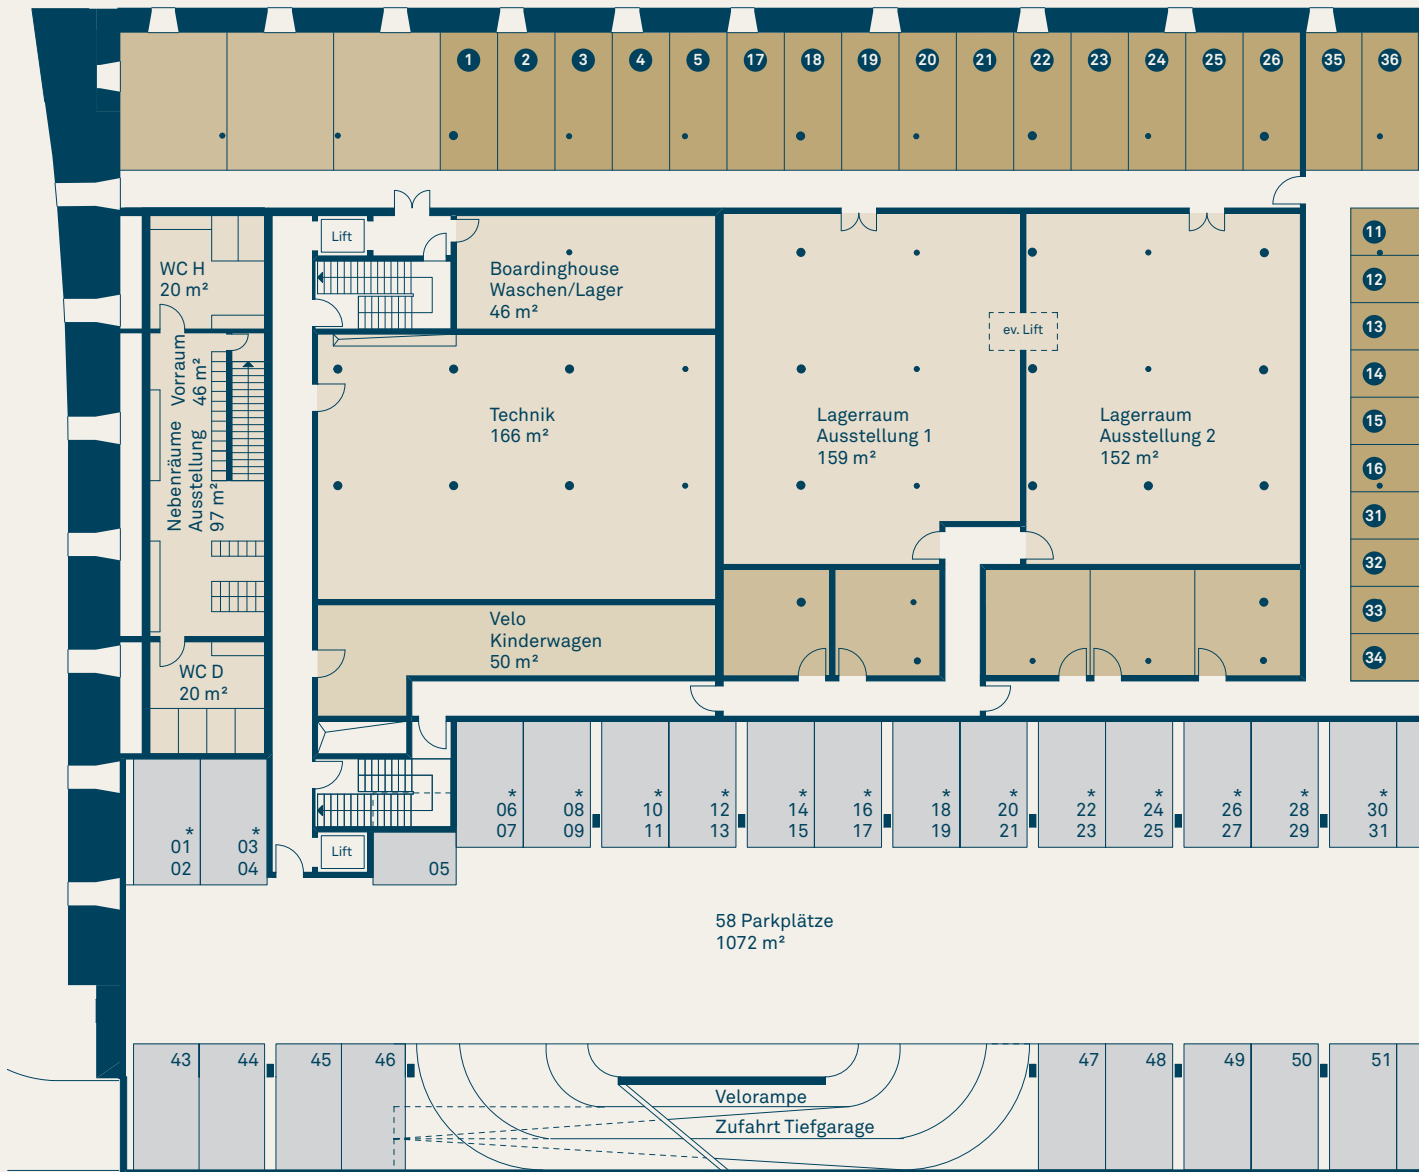 1 2 3 4 5 17 18 19 20 21 22 23 24 25 26 35 36
Lift
WC H
20 m²
Boardinghouse
Waschen/Lager
46 m²
11
12
13
14
15
16
31
32
33
34
ev. Lift
Vorraum
46 m²
Nebenräume
Ausstellung
97 m²
Technik
166 m²
Lagerraum
Ausstellung 1
159 m²
Lagerraum
Ausstellung 2
152 m²
Velo
Kinderwagen
50 m²
WC D
20 m²
* * * * * * * * * * * * *
06 08 10 12 14 16 18 20 22 24 26 28 30
07 09 11 13 15 17 19 21 23 25 27 29 31
* *
01 03
02 04
Lift
05
58 Parkplätze
1072 m²
43 44 45 46 47 48 49 50 51
Velorampe
Zufahrt Tiefgarage